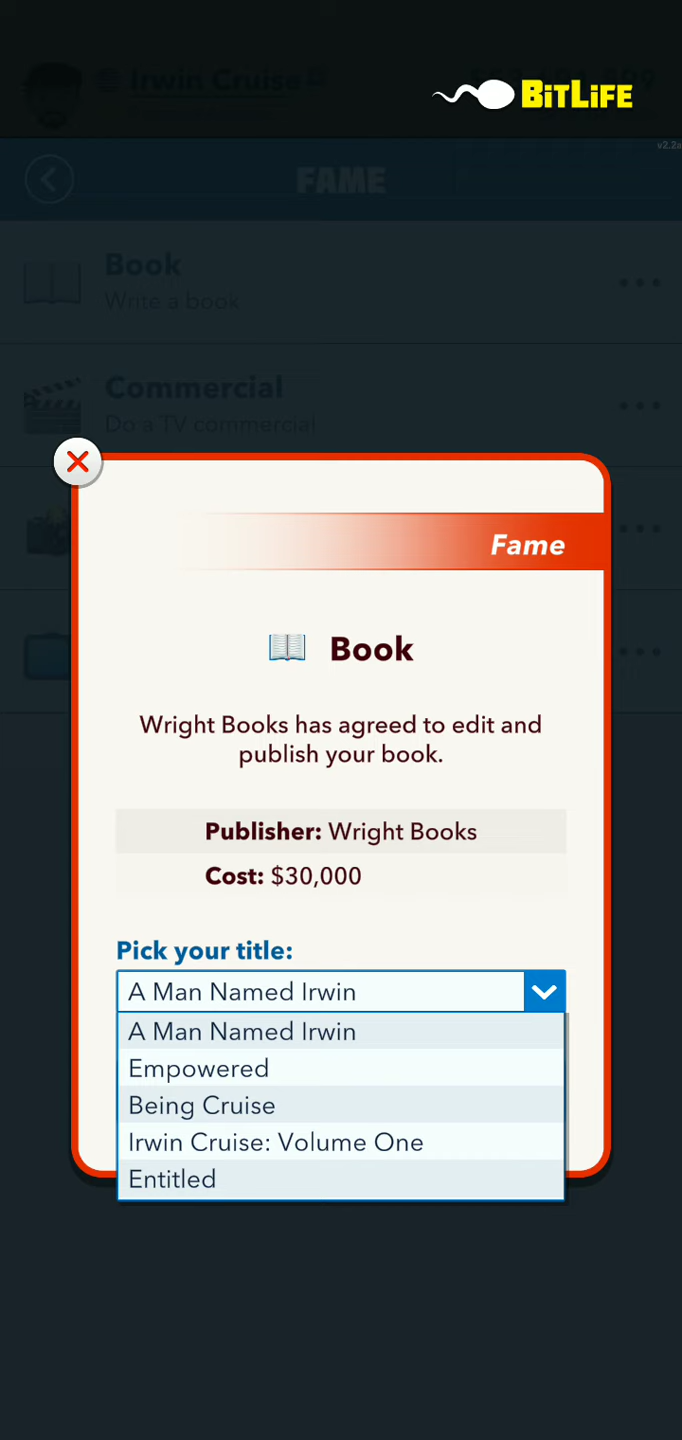 Irwin Cruise
BiTLiFE
v2.2a
FAME
Book
Write a book
Commercial
Do a TV commercial
Fame
Book
Wright Books has agreed to edit and
publish your book.
Publisher: Wright Books
Cost: $30,000
Pick your title:
A Man Named Irwin
A Man Named Irwin
Empowered
Being Cruise
Irwin Cruise: Volume One
Entitled